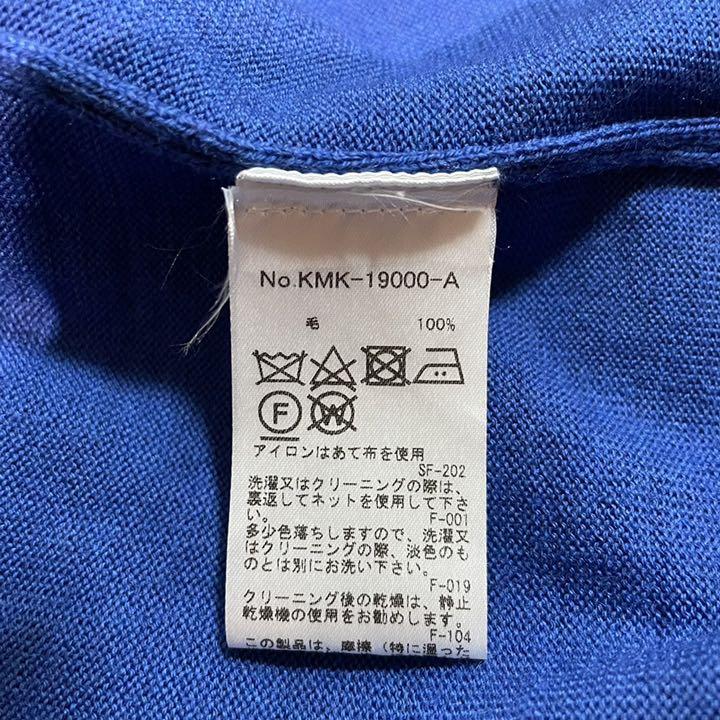 No.KMK-19000-A
毛 100%
F W
アイロンはあて布を使用
SF-202
洗濯又はクリーニングの際は、
裏返してネットを使用して下さ
い。 F-001
多少色落ちしますので、洗濯又
はクリーニングの際、淡色のも
のとは別にお洗い下さい。
F-019
クリーニング後の乾燥は、静止
乾燥機の使用をお勧めします。
F-104
この製品は、摩擦（特に湿った